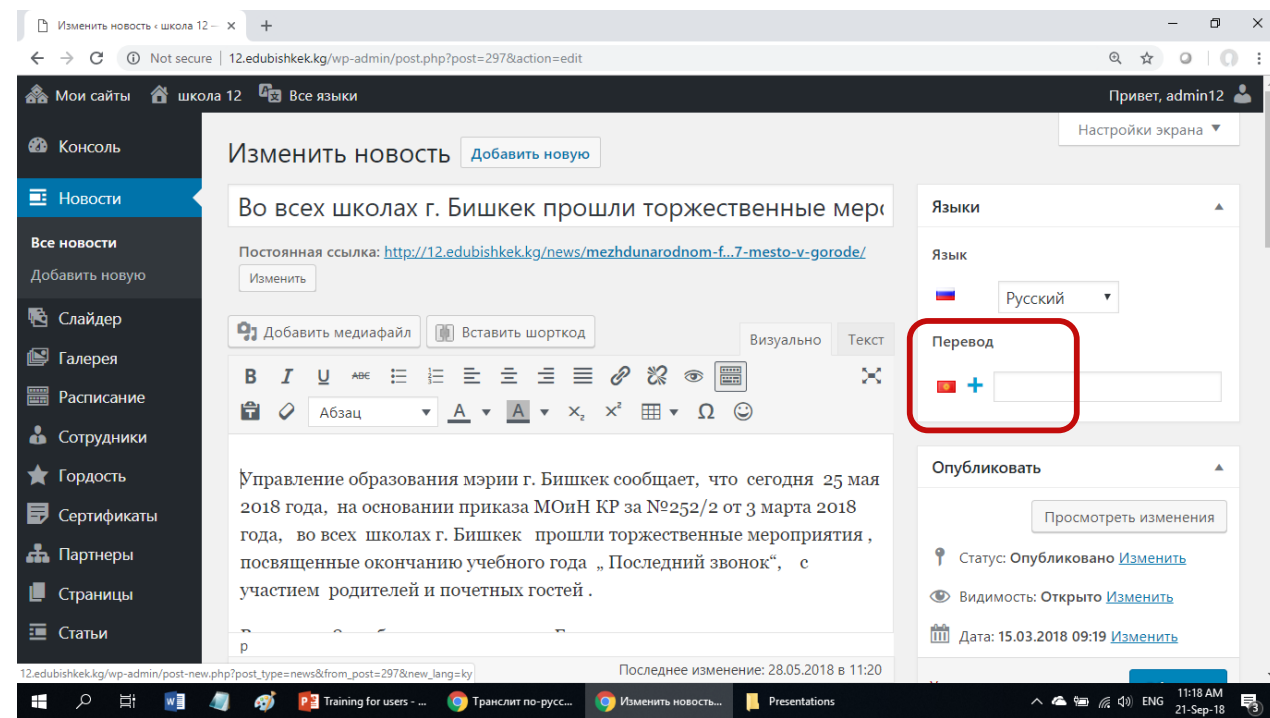 Изменить новость ‹ школа 12 —
Not secure | 12.edubishkek.kg/wp-admin/post.php?post=297&action=edit
Мои сайты школа 12 Все языки Привет, admin12
Настройки экрана
Консоль
Новости
Все новости
Добавить новую
Слайдер
Галерея
Расписание
Сотрудники
Гордость
Сертификаты
Партнеры
Страницы
Статьи
Изменить новость Добавить новую
Во всех школах г. Бишкек прошли торжественные мер
Постоянная ссылка: http://12.edubishkek.kg/news/mezhdunarodnom-f...7-mesto-v-gorode/
Изменить
Добавить медиафайл Вставить шорткод Визуально Текст
B I U ABC
Абзац A A x₂ x² Ω
Управление образования мэрии г. Бишкек сообщает, что сегодня 25 мая
2018 года, на основании приказа МОиН КР за №252/2 от 3 марта 2018
года, во всех школах г. Бишкек прошли торжественные мероприятия ,
посвященные окончанию учебного года „ Последний звонок“, с
участием родителей и почетных гостей .
p
Последнее изменение: 28.05.2018 в 11:20
Языки
Язык
Русский
Перевод
Опубликовать
Просмотреть изменения
Статус: Опубликовано Изменить
Видимость: Открыто Изменить
Дата: 15.03.2018 09:19 Изменить
12.edubishkek.kg/wp-admin/post-new.php?post_type=news&from_post=297&new_lang=ky
Training for users - ... Транслит по-русс... Изменить новость... Presentations ENG 11:18 AM
21-Sep-18
3